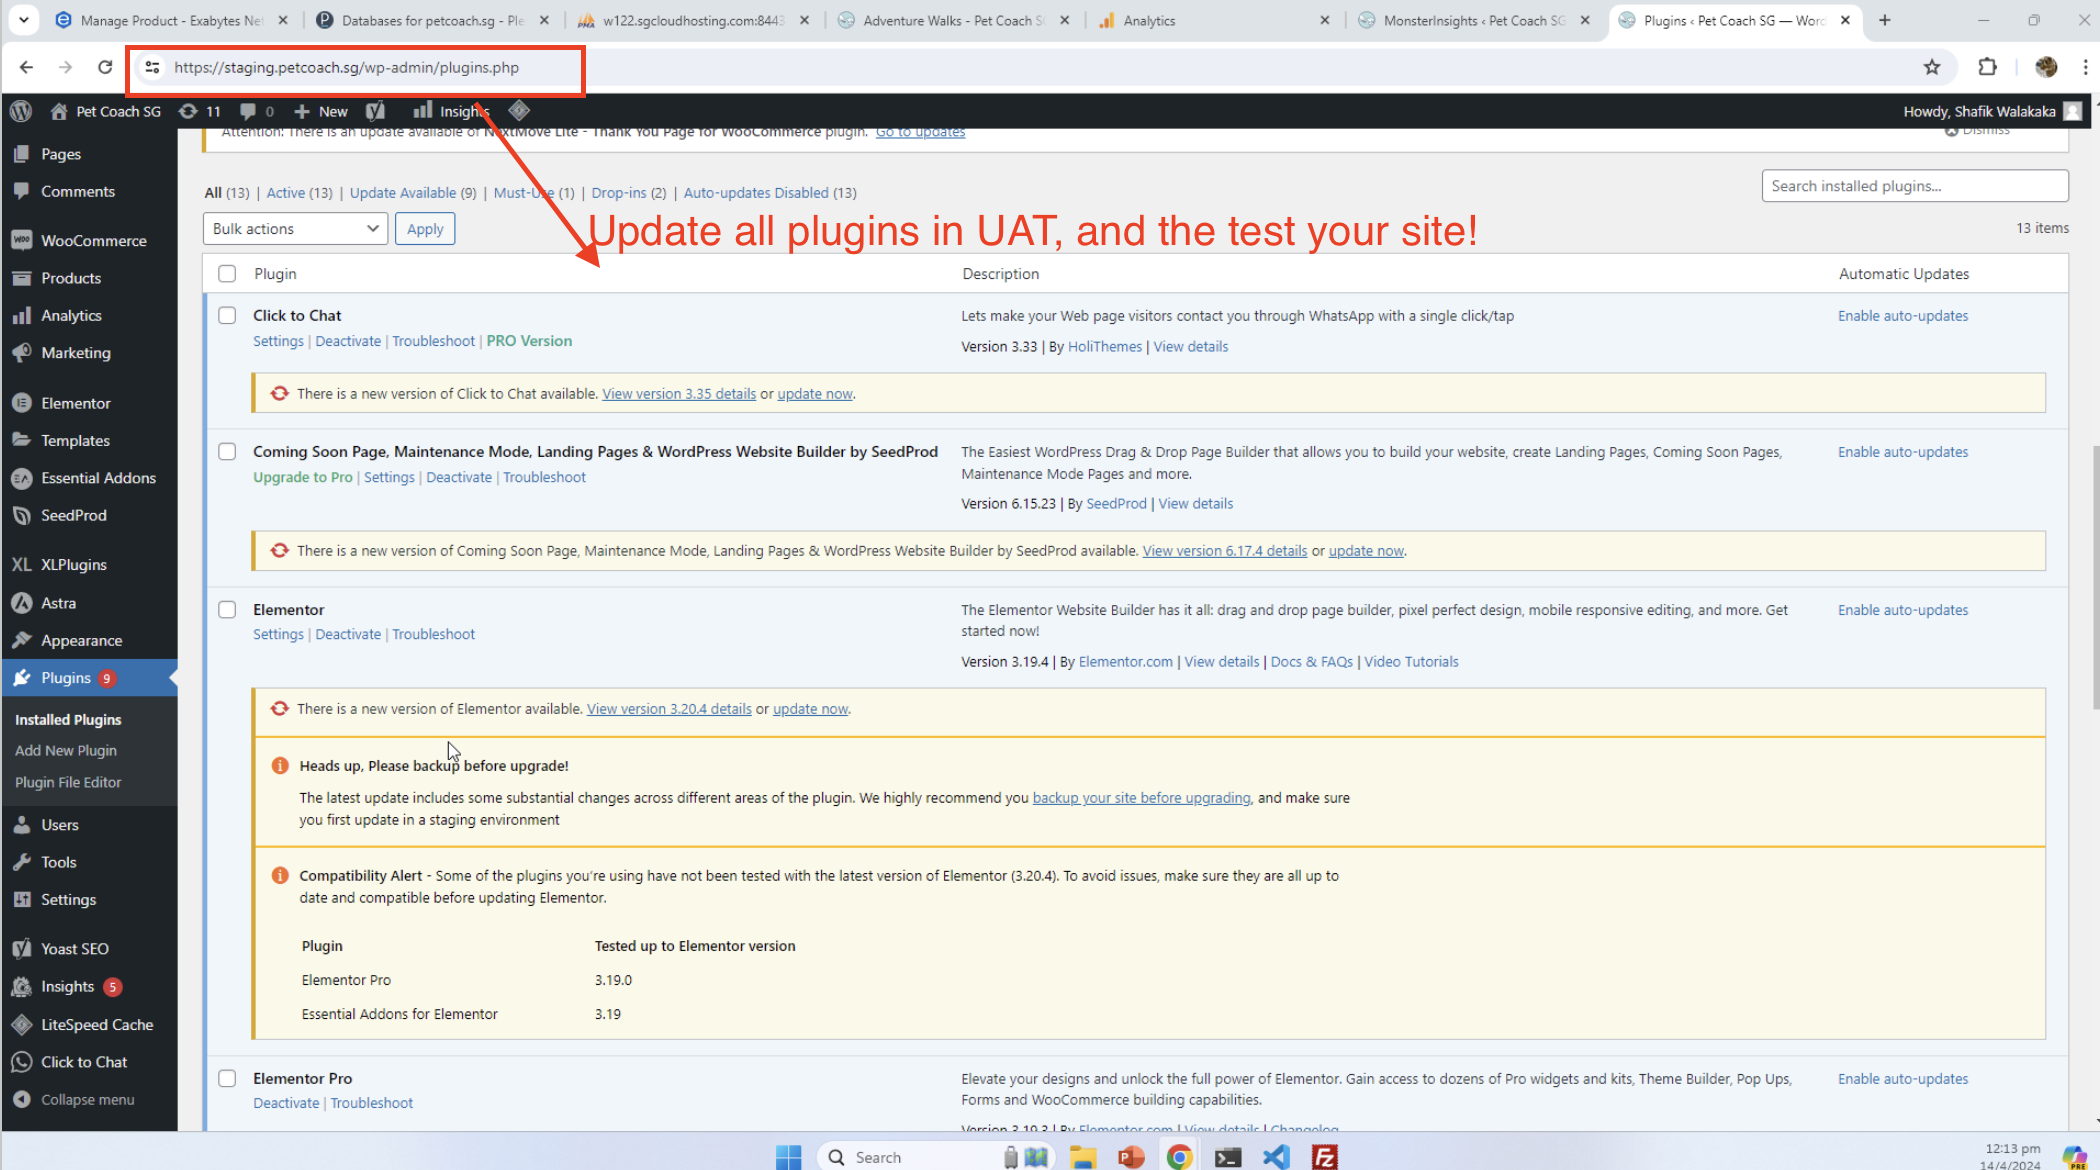 Manage Product - Exabytes Net
Databases for petcoach.sg - Ple
w122.sgcloudhosting.com:8443
Adventure Walks - Pet Coach SG
Analytics
MonsterInsights ‹ Pet Coach SG
Plugins ‹ Pet Coach SG — Word
https://staging.petcoach.sg/wp-admin/plugins.php
Pet Coach SG 11 0 New Insights
Howdy, Shafik Walakaka
Attention: There is an update available of NextMove Lite - Thank You Page for WooCommerce plugin. Go to updates
Dismiss
All (13) | Active (13) | Update Available (9) | Must-Use (1) | Drop-ins (2) | Auto-updates Disabled (13)
Search installed plugins...
Bulk actions
Apply
Update all plugins in UAT, and the test your site!
13 items
Plugin Description Automatic Updates
Click to Chat
Settings | Deactivate | Troubleshoot | PRO Version
Lets make your Web page visitors contact you through WhatsApp with a single click/tap
Version 3.33 | By HoliThemes | View details
Enable auto-updates
There is a new version of Click to Chat available. View version 3.35 details or update now.
Coming Soon Page, Maintenance Mode, Landing Pages & WordPress Website Builder by SeedProd
Upgrade to Pro | Settings | Deactivate | Troubleshoot
The Easiest WordPress Drag & Drop Page Builder that allows you to build your website, create Landing Pages, Coming Soon Pages,
Maintenance Mode Pages and more.
Version 6.15.23 | By SeedProd | View details
Enable auto-updates
There is a new version of Coming Soon Page, Maintenance Mode, Landing Pages & WordPress Website Builder by SeedProd available. View version 6.17.4 details or update now.
Elementor
Settings | Deactivate | Troubleshoot
The Elementor Website Builder has it all: drag and drop page builder, pixel perfect design, mobile responsive editing, and more. Get
started now!
Version 3.19.4 | By Elementor.com | View details | Docs & FAQs | Video Tutorials
Enable auto-updates
There is a new version of Elementor available. View version 3.20.4 details or update now.
Heads up, Please backup before upgrade!
The latest update includes some substantial changes across different areas of the plugin. We highly recommend you backup your site before upgrading, and make sure
you first update in a staging environment
Compatibility Alert - Some of the plugins you're using have not been tested with the latest version of Elementor (3.20.4). To avoid issues, make sure they are all up to
date and compatible before updating Elementor.
Plugin Tested up to Elementor version
Elementor Pro 3.19.0
Essential Addons for Elementor 3.19
Elementor Pro
Deactivate | Troubleshoot
Elevate your designs and unlock the full power of Elementor. Gain access to dozens of Pro widgets and kits, Theme Builder, Pop Ups,
Forms and WooCommerce building capabilities.
Version 3.19.3 | By Elementor.com | View details | Changelog
Enable auto-updates
Pages
Comments
WooCommerce
Products
Analytics
Marketing
Elementor
Templates
Essential Addons
SeedProd
XL XLPlugins
Astra
Appearance
Plugins 9
Installed Plugins
Add New Plugin
Plugin File Editor
Users
Tools
Settings
Yoast SEO
Insights 5
LiteSpeed Cache
Click to Chat
Collapse menu
Search
12:13 pm
14/4/2024